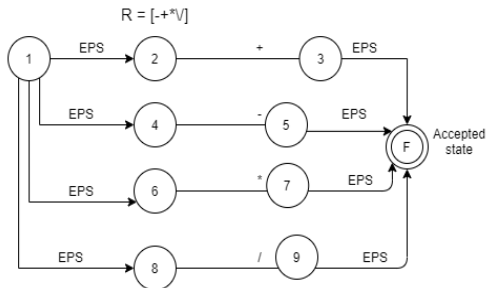 R = [-+*\/]
1 EPS 2 + 3 EPS
4 - 5 EPS
EPS
F Accepted
state
6 * 7 EPS
EPS
8 / 9 EPS
EPS